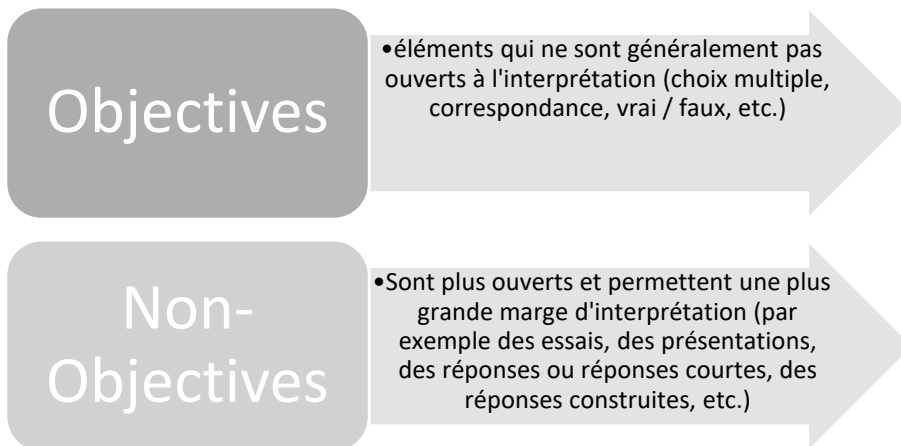 Objectives
•éléments qui ne sont généralement pas
ouverts à l'interprétation (choix multiple,
correspondance, vrai / faux, etc.)
Non-
Objectives
•Sont plus ouverts et permettent une plus
grande marge d'interprétation (par
exemple des essais, des présentations,
des réponses ou réponses courtes, des
réponses construites, etc.)